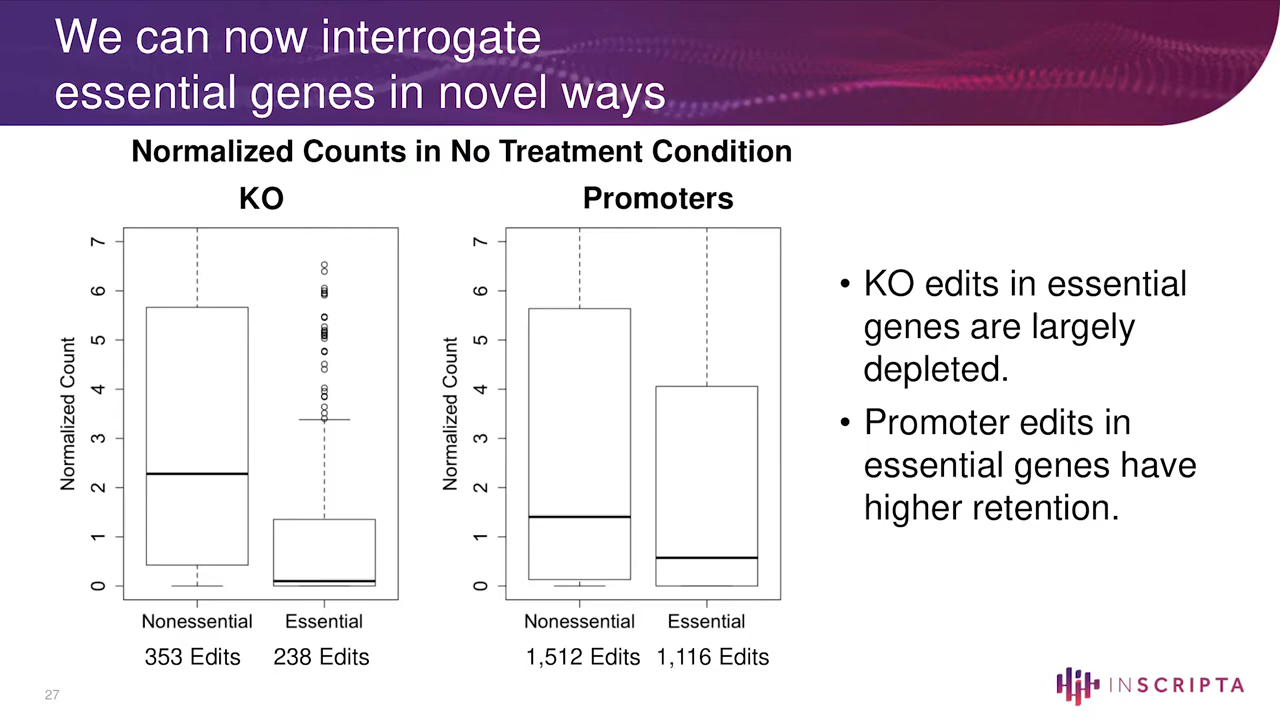 We can now interrogate
essential genes in novel ways
Normalized Counts in No Treatment Condition
KO
Promoters
Normalized Count
7
6
5
4
3
2
1
0
Nonessential
Essential
353 Edits
238 Edits
Normalized Count
7
6
5
4
3
2
1
0
Nonessential
Essential
1,512 Edits
1,116 Edits
• KO edits in essential
genes are largely
depleted.
• Promoter edits in
essential genes have
higher retention.
27
INSCRIPTA